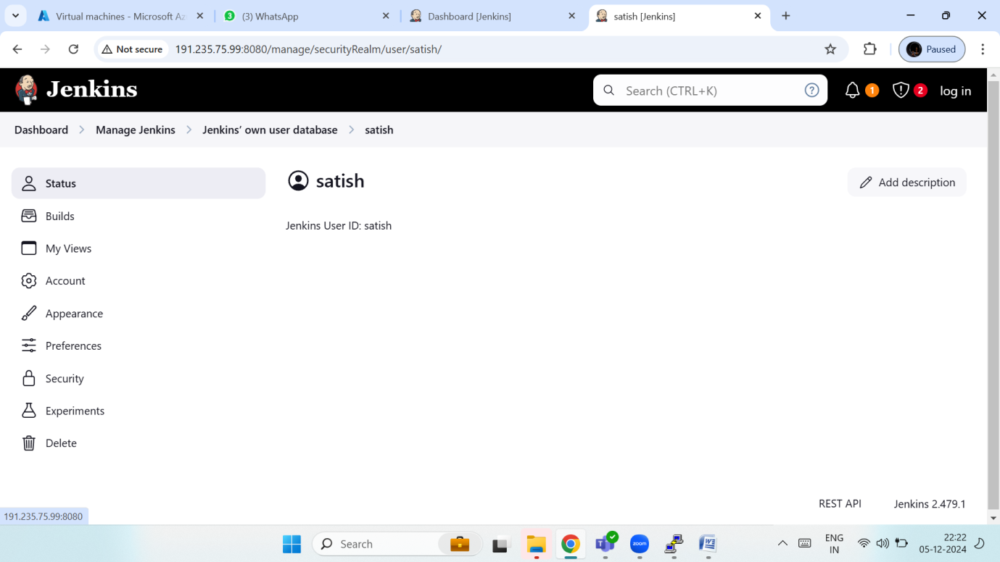 Virtual machines - Microsoft Az
3
(3) WhatsApp
Dashboard [Jenkins]
satish [Jenkins]
Not secure
191.235.75.99:8080/manage/securityRealm/user/satish/
Paused
Jenkins
Search (CTRL+K)
?
1
2
log in
Dashboard
Manage Jenkins
Jenkins’ own user database
satish
Status
satish
Add description
Builds
Jenkins User ID: satish
My Views
Account
Appearance
Preferences
Security
Experiments
Delete
REST API
Jenkins 2.479.1
191.235.75.99:8080
Search
zoom
ENG
IN
22:22
05-12-2024